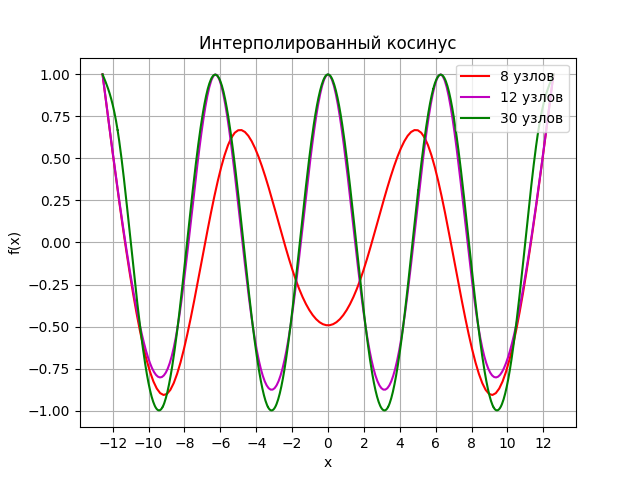 Интерполированный косинус
8 узлов
12 узлов
30 узлов
1.00
0.75
0.50
0.25
0.00
−0.25
−0.50
−0.75
−1.00
f(x)
−12 −10 −8 −6 −4 −2 0 2 4 6 8 10 12
x